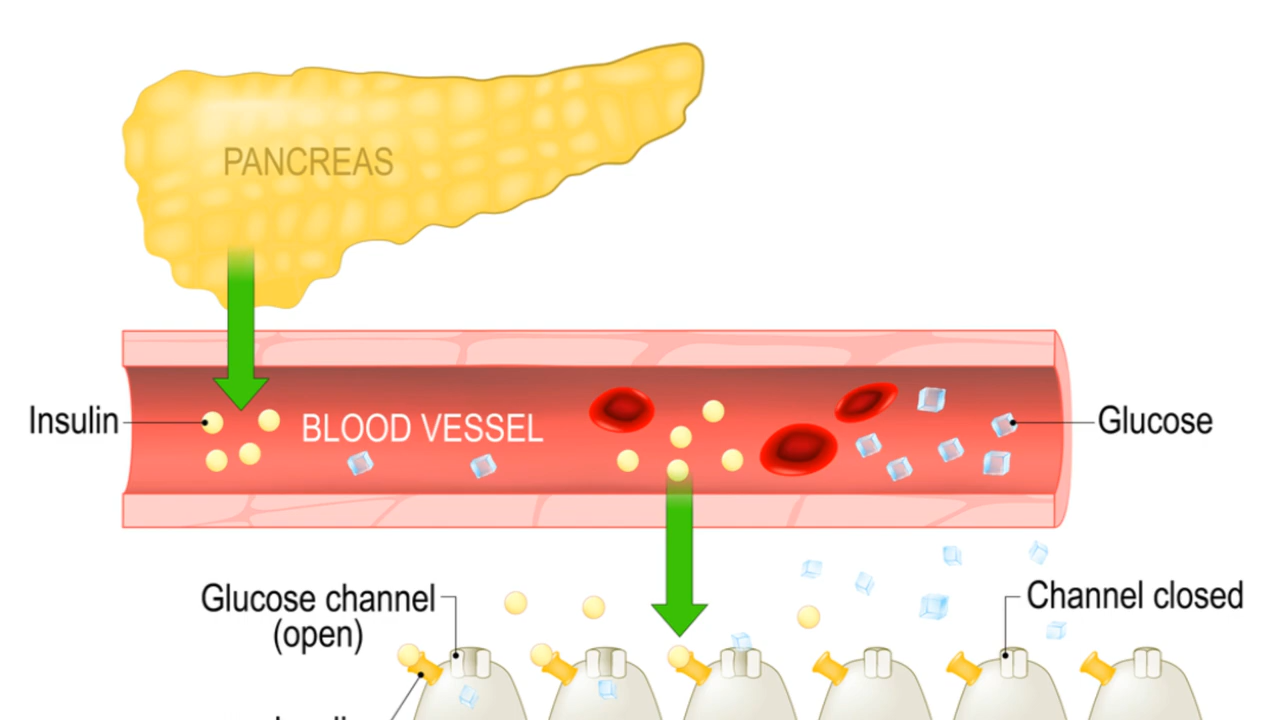 PANCREAS
Insulin
BLOOD VESSEL
Glucose
Glucose channel
(open)
Channel closed